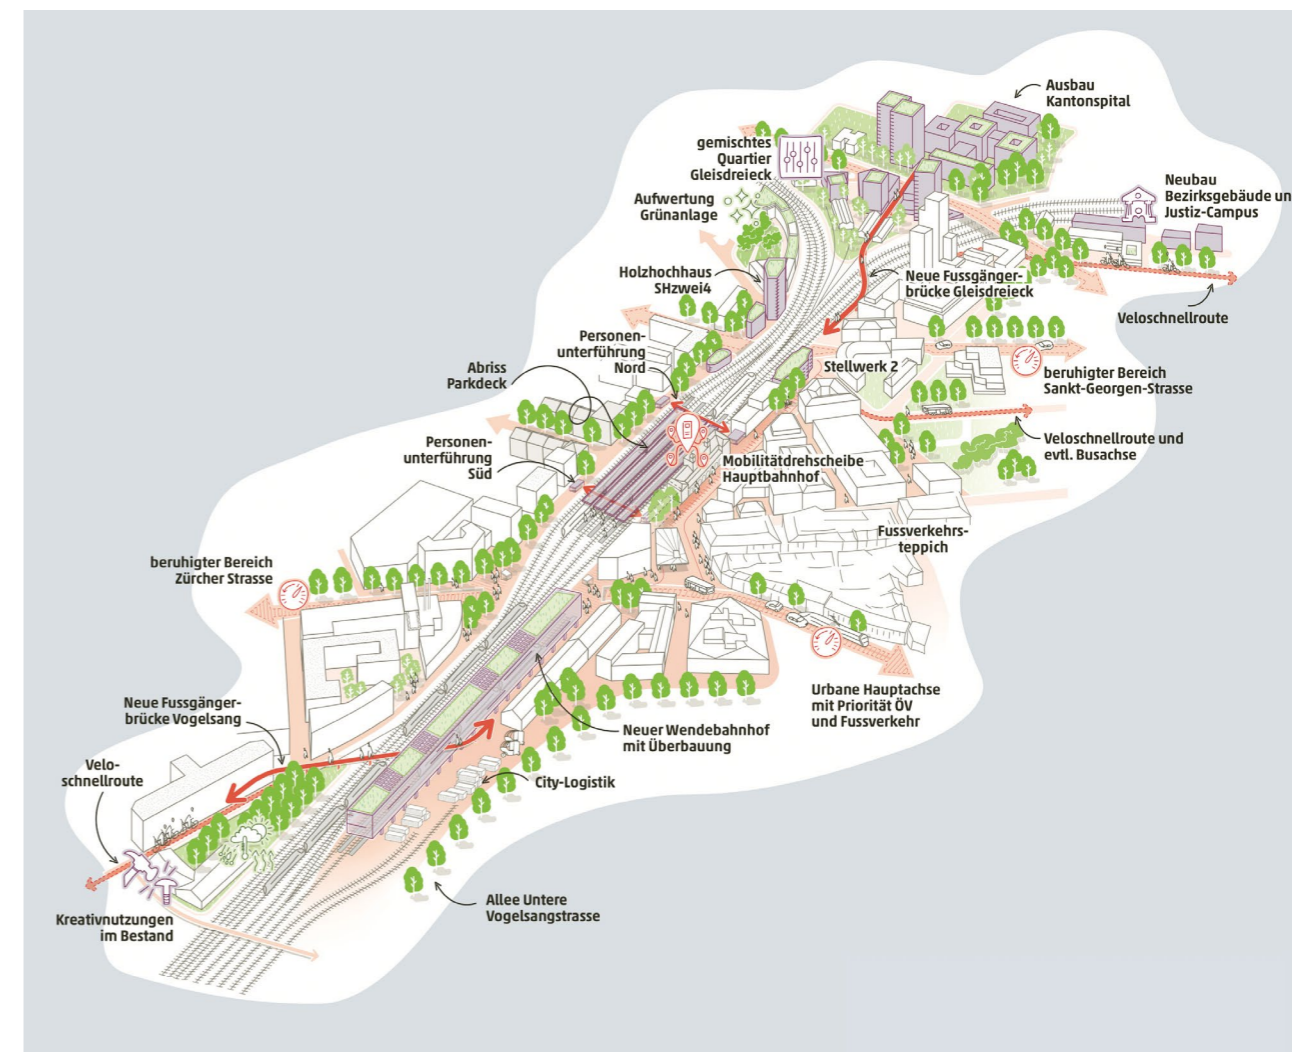 Ausbau
Kantonspital
gemischtes
Quartier
Gleisdreieck
Neubau
Bezirksgebäude un
Justiz-Campus
Aufwertung
Grünanlage
Holzhochhaus
SHzwei4
Neue Fussgänger-
brücke Gleisdreieck
Veloschnellroute
Personen-
unterführung
Nord
Abriss
Parkdeck
Stellwerk 2
beruhigter Bereich
Sankt-Georgen-Strasse
Personen-
unterführung
Süd
Mobilitätdrehscheibe
Hauptbahnhof
Veloschnellroute und
evtl. Busachse
Fussverkehrs-
teppich
beruhigter Bereich
Zürcher Strasse
Neue Fussgänger-
brücke Vogelsang
Urbane Hauptachse
mit Priorität ÖV
und Fussverkehr
Neuer Wendebahnhof
mit Überbauung
Velo-
schnellroute
City-Logistik
Allee Untere
Vogelsangstrasse
Kreativnutzungen
im Bestand